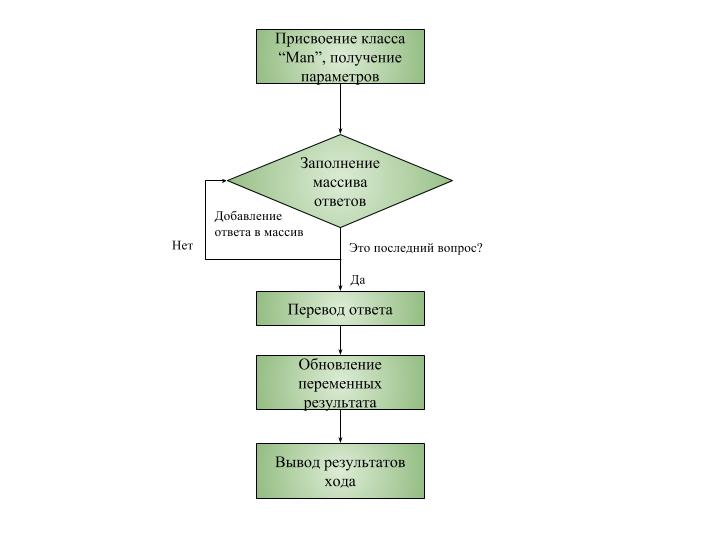 Присвоение класса
“Man”, получение
параметров
Заполнение
массива
ответов
Добавление
ответа в массив
Нет
Это последний вопрос?
Да
Перевод ответа
Обновление
переменных
результата
Вывод результатов
хода